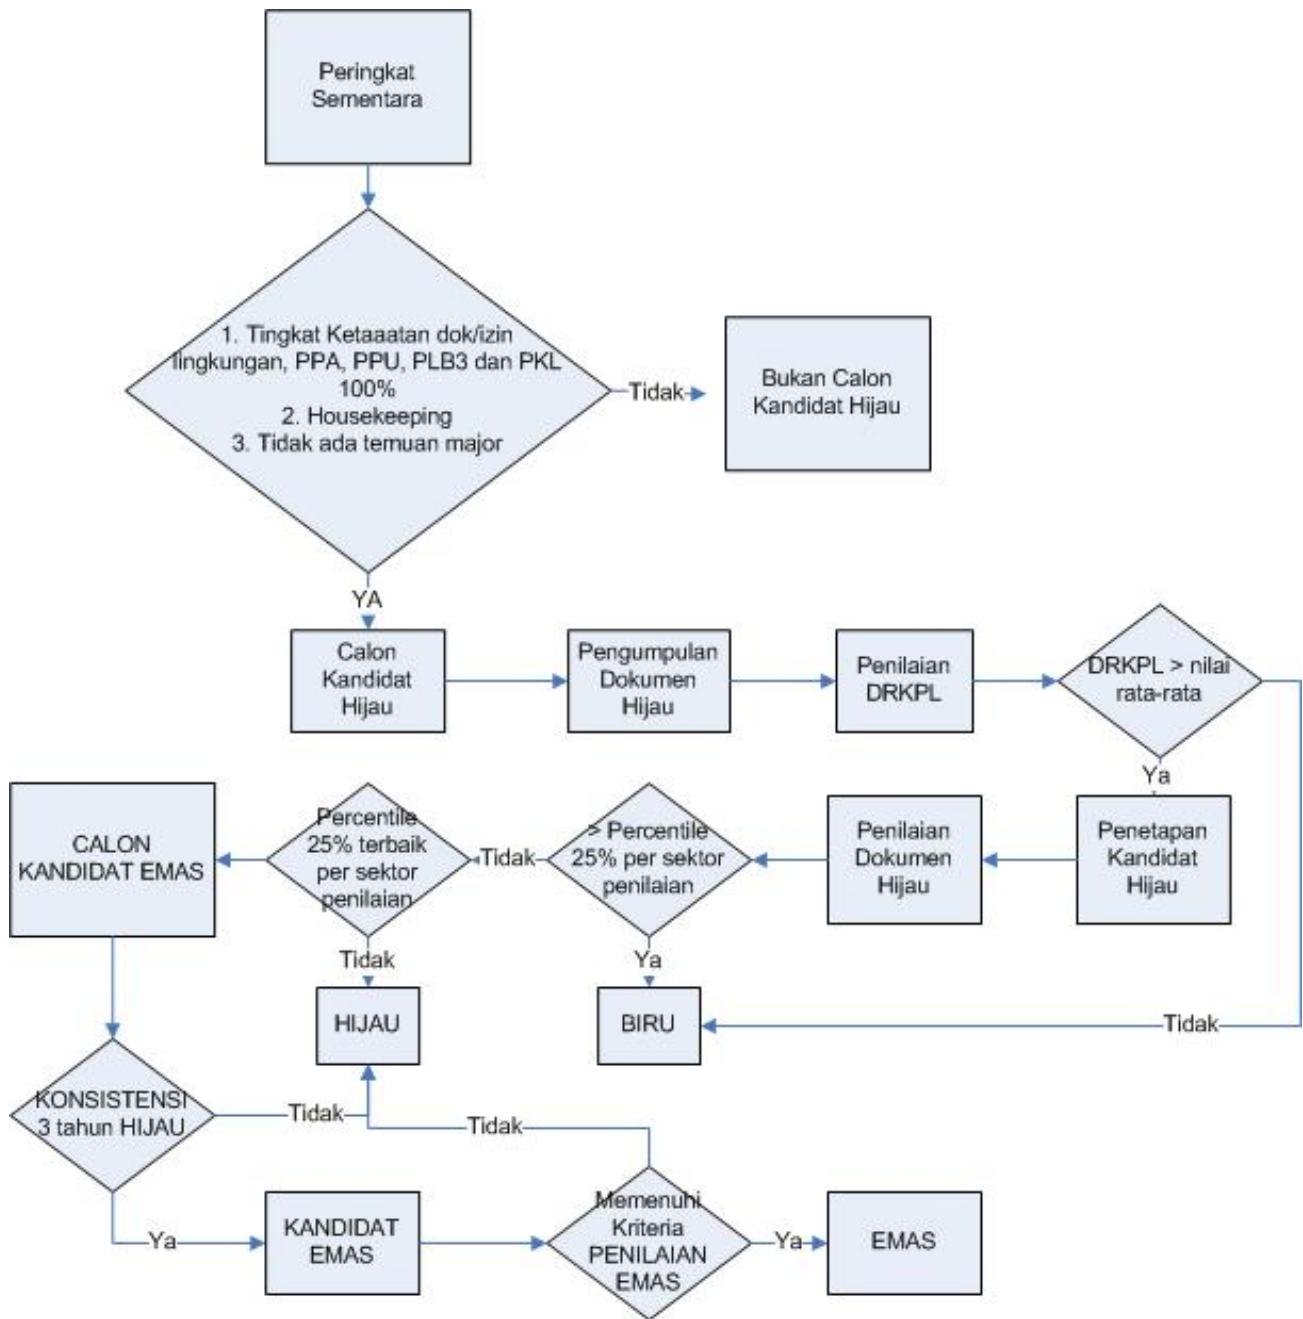 Peringkat
Sementara
1. Tingkat Ketaaatan dok/izin
lingkungan, PPA, PPU, PLB3 dan PKL
100%
2. Housekeeping
3. Tidak ada temuan major
Tidak
Bukan Calon
Kandidat Hijau
YA
Calon
Kandidat
Hijau
Pengumpulan
Dokumen
Hijau
Penilaian
DRKPL
DRKPL > nilai
rata-rata
Ya
Penetapan
Kandidat
Hijau
Penilaian
Dokumen
Hijau
> Percentile
25% per sektor
penilaian
Tidak
Percentile
25% terbaik
per sektor
penilaian
CALON
KANDIDAT EMAS
Tidak
Ya
HIJAU
BIRU
Tidak
KONSISTENSI
3 tahun HIJAU
Tidak
Tidak
Ya
KANDIDAT
EMAS
Memenuhi
Kriteria
PENILAIAN
EMAS
Ya
EMAS